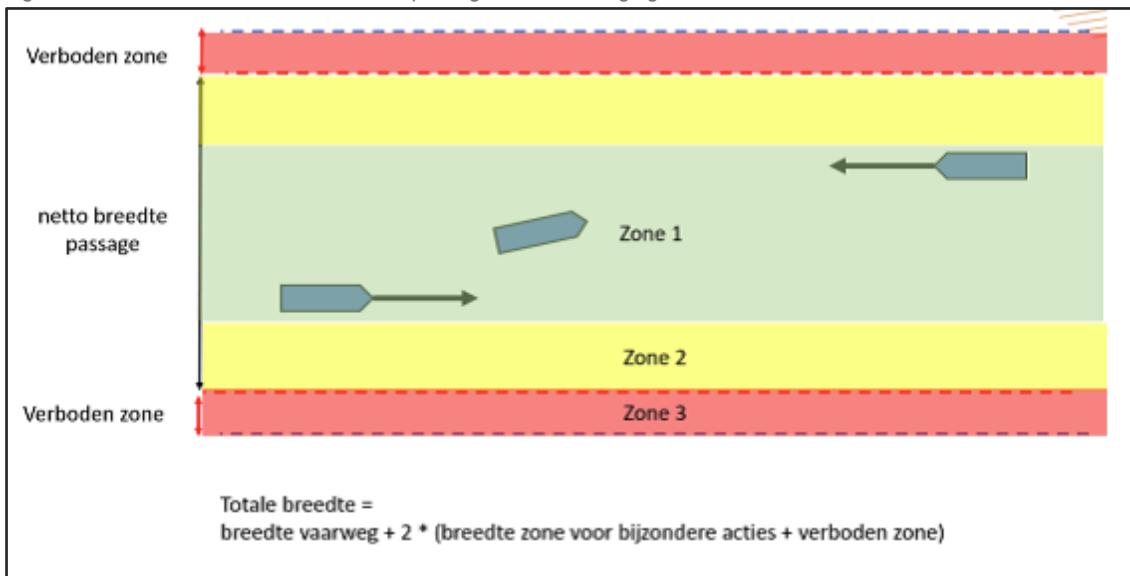 Verboden zone
netto breedte
passage
Zone 1
Zone 2
Verboden zone
Zone 3
Totale breedte =
breedte vaarweg + 2 * (breedte zone voor bijzondere acties + verboden zone)